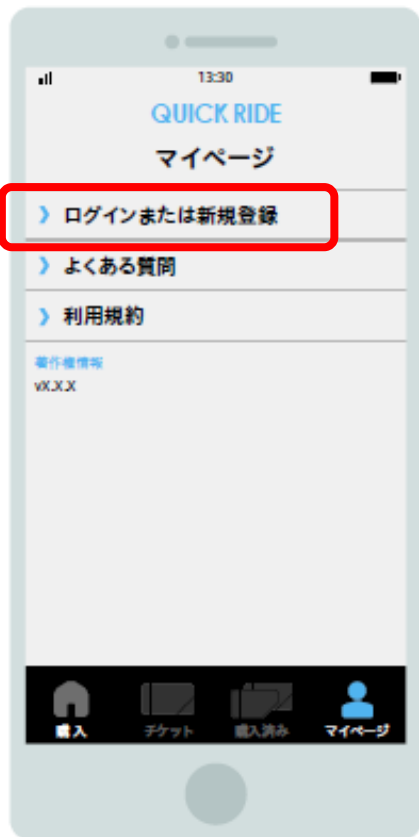 13:30
QUICK RIDE
マイページ
》 ログインまたは新規登録
》 よくある質問
》 利用規約
著作権情報
vX.X.X
購入 チケット 購入済み マイページ